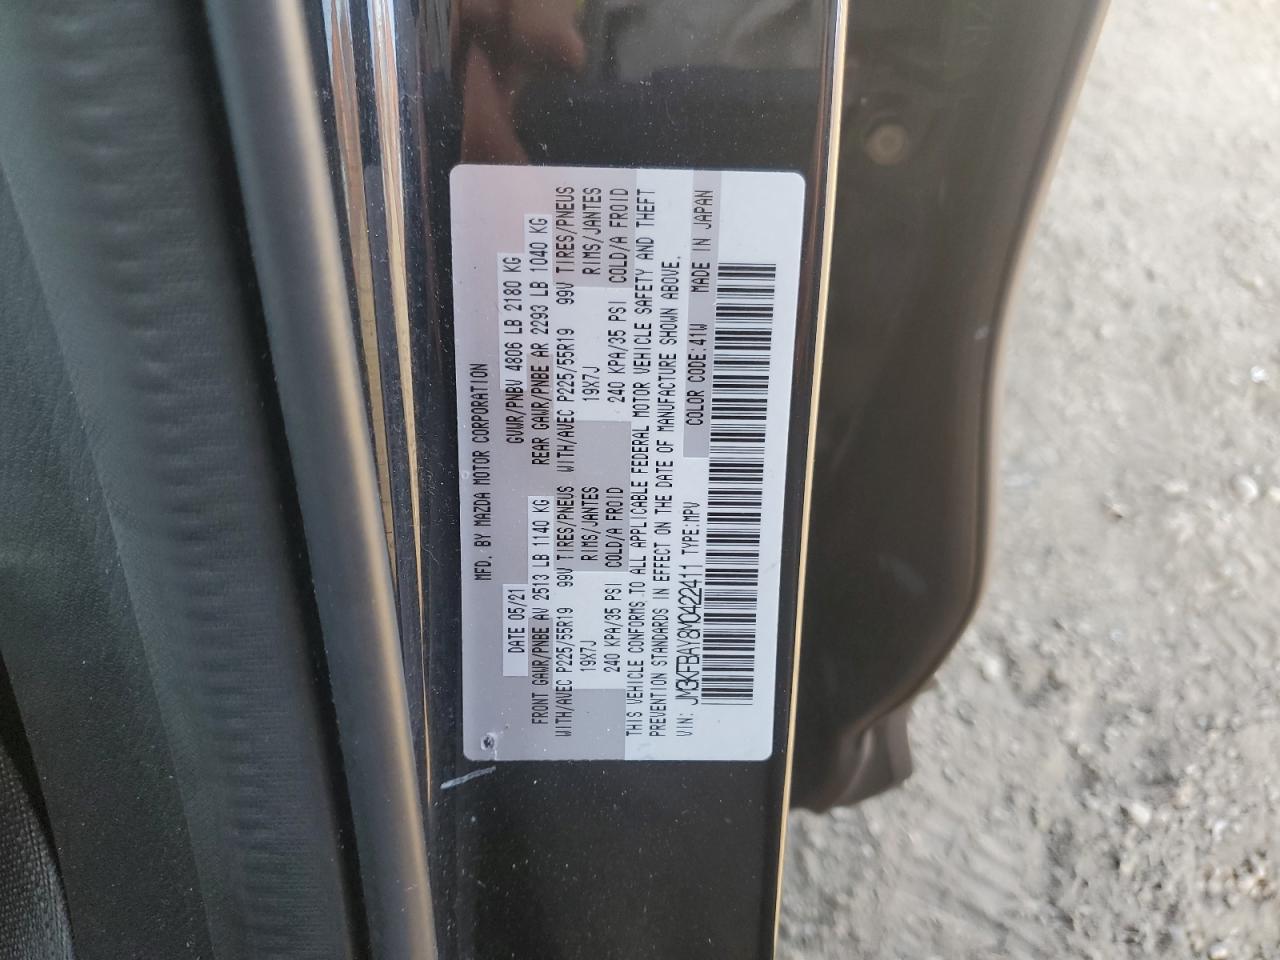 MFD. BY MAZDA MOTOR CORPORATION
DATE 05/21 GVWR/PNBV 4806 LB 2180 KG
FRONT GAWR/PNBE AV 2513 LB 1140 KG REAR GAWR/PNBE AR 2293 LB 1040 KG
WITH/AVEC P225/55R19 99V TIRES/PNEUS WITH/AVEC P225/55R19 99V TIRES/PNEUS
19X7J RIMS/JANTES 19X7J RIMS/JANTES
240 KPA/35 PSI COLD/A FROID 240 KPA/35 PSI COLD/A FROID
THIS VEHICLE CONFORMS TO ALL APPLICABLE FEDERAL MOTOR VEHICLE SAFETY AND THEFT
PREVENTION STANDARDS IN EFFECT ON THE DATE OF MANUFACTURE SHOWN ABOVE.
VIN: JM3KFBAY8M0422411 TYPE:MPV COLOR CODE:41W MADE IN JAPAN